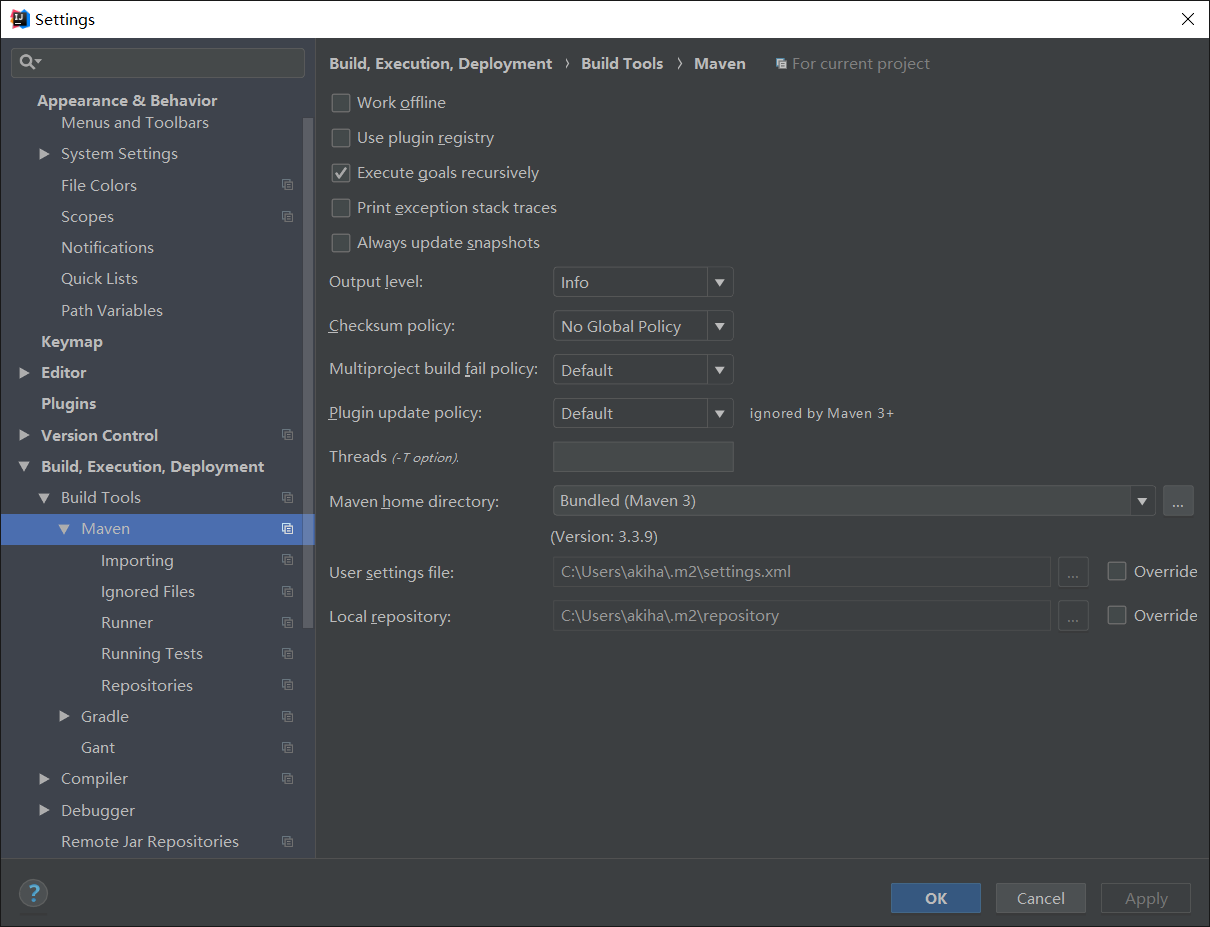 Settings
Appearance & Behavior
Menus and Toolbars
System Settings
File Colors
Scopes
Notifications
Quick Lists
Path Variables
Keymap
Editor
Plugins
Version Control
Build, Execution, Deployment
Build Tools
Maven
Importing
Ignored Files
Runner
Running Tests
Repositories
Gradle
Gant
Compiler
Debugger
Remote Jar Repositories
Build, Execution, Deployment › Build Tools › Maven For current project
Work offline
Use plugin registry
Execute goals recursively
Print exception stack traces
Always update snapshots
Output level: Info
Checksum policy: No Global Policy
Multiproject build fail policy: Default
Plugin update policy: Default ignored by Maven 3+
Threads (-T option).
Maven home directory: Bundled (Maven 3) ...
(Version: 3.3.9)
User settings file: C:\Users\akiha\.m2\settings.xml ... Override
Local repository: C:\Users\akiha\.m2\repository ... Override
? OK Cancel Apply